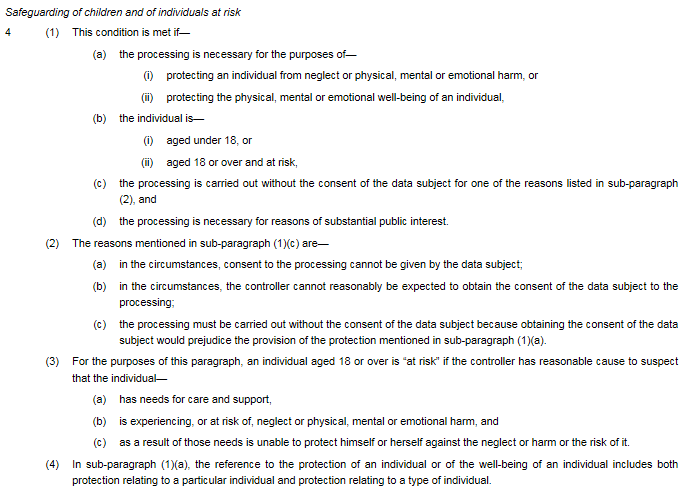 Safeguarding of children and of individuals at risk
4 (1) This condition is met if—
(a) the processing is necessary for the purposes of—
(i) protecting an individual from neglect or physical, mental or emotional harm, or
(ii) protecting the physical, mental or emotional well-being of an individual,
(b) the individual is—
(i) aged under 18, or
(ii) aged 18 or over and at risk,
(c) the processing is carried out without the consent of the data subject for one of the reasons listed in sub-paragraph
(2), and
(d) the processing is necessary for reasons of substantial public interest.
(2) The reasons mentioned in sub-paragraph (1)(c) are—
(a) in the circumstances, consent to the processing cannot be given by the data subject;
(b) in the circumstances, the controller cannot reasonably be expected to obtain the consent of the data subject to the
processing;
(c) the processing must be carried out without the consent of the data subject because obtaining the consent of the data
subject would prejudice the provision of the protection mentioned in sub-paragraph (1)(a).
(3) For the purposes of this paragraph, an individual aged 18 or over is “at risk” if the controller has reasonable cause to suspect
that the individual—
(a) has needs for care and support,
(b) is experiencing, or at risk of, neglect or physical, mental or emotional harm, and
(c) as a result of those needs is unable to protect himself or herself against the neglect or harm or the risk of it.
(4) In sub-paragraph (1)(a), the reference to the protection of an individual or of the well-being of an individual includes both
protection relating to a particular individual and protection relating to a type of individual.